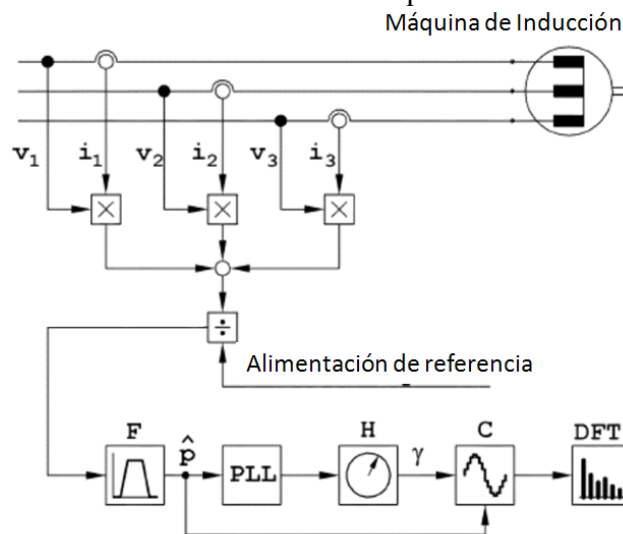 Máquina de Inducción
v1 i1 v2 i2 v3 i3
Alimentación de referencia
F p̂ PLL H γ C DFT